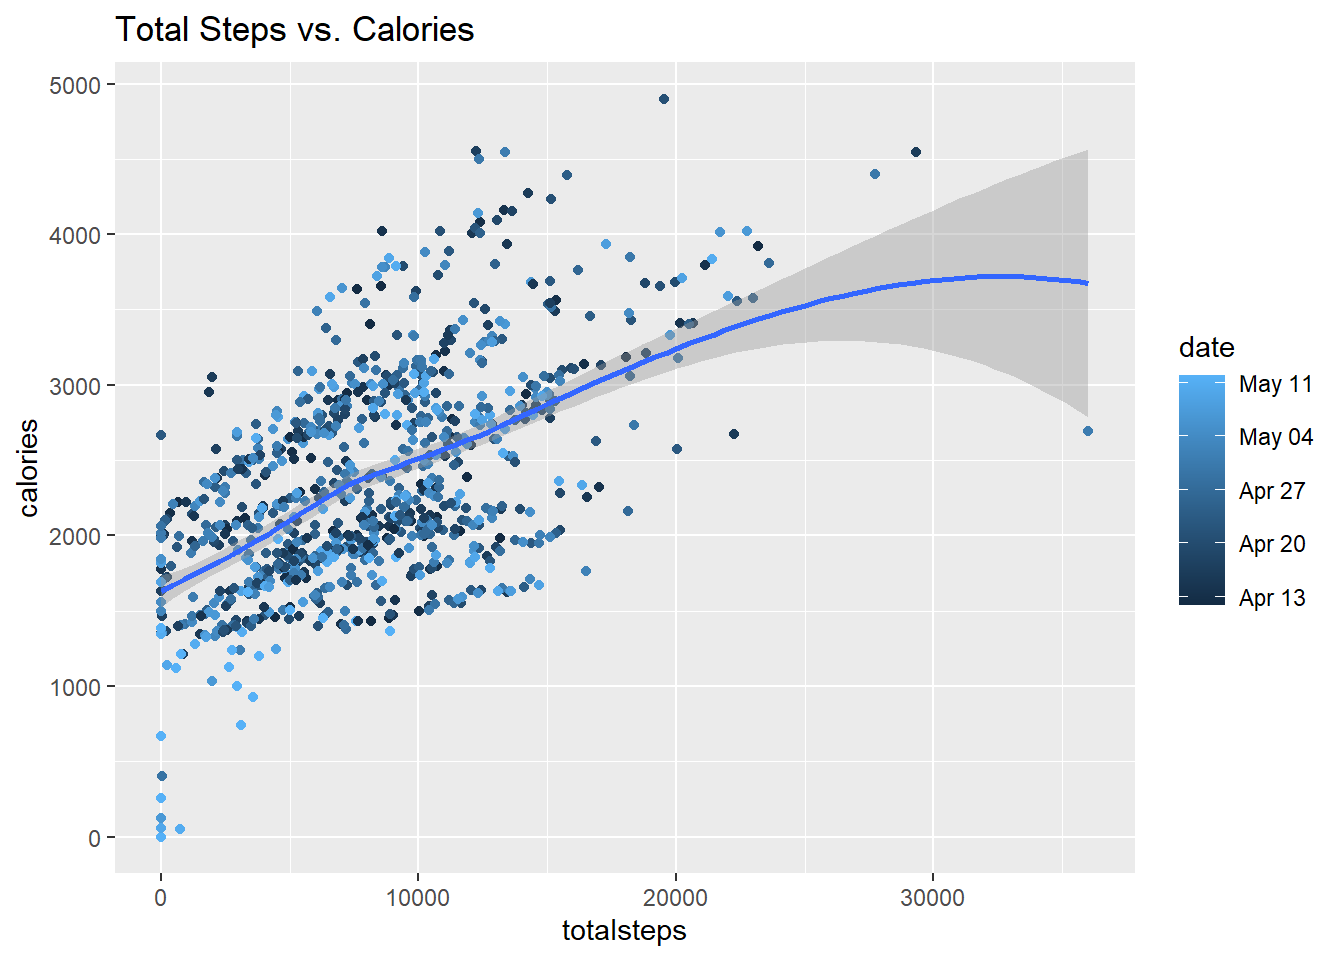 Total Steps vs. Calories
5000
4000
3000
2000
1000
0
calories
0 10000 20000 30000
totalsteps
date
May 11
May 04
Apr 27
Apr 20
Apr 13